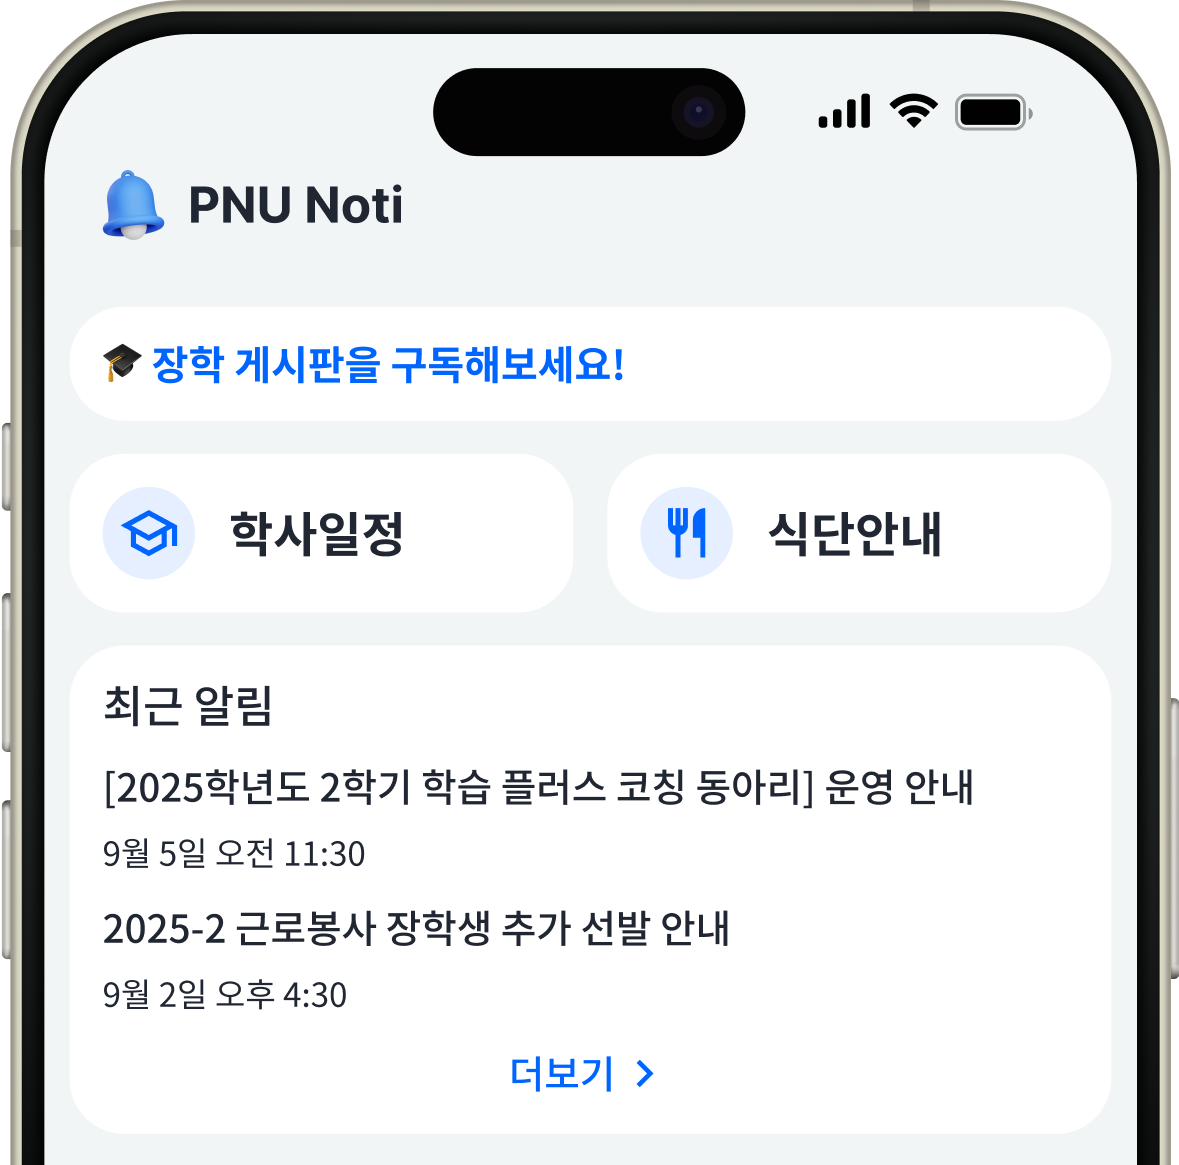 PNU Noti
장학 게시판을 구독해보세요!
학사일정
식단안내
최근 알림
[2025학년도 2학기 학습 플러스 코칭 동아리] 운영 안내
9월 5일 오전 11:30
2025-2 근로봉사 장학생 추가 선발 안내
9월 2일 오후 4:30
더보기